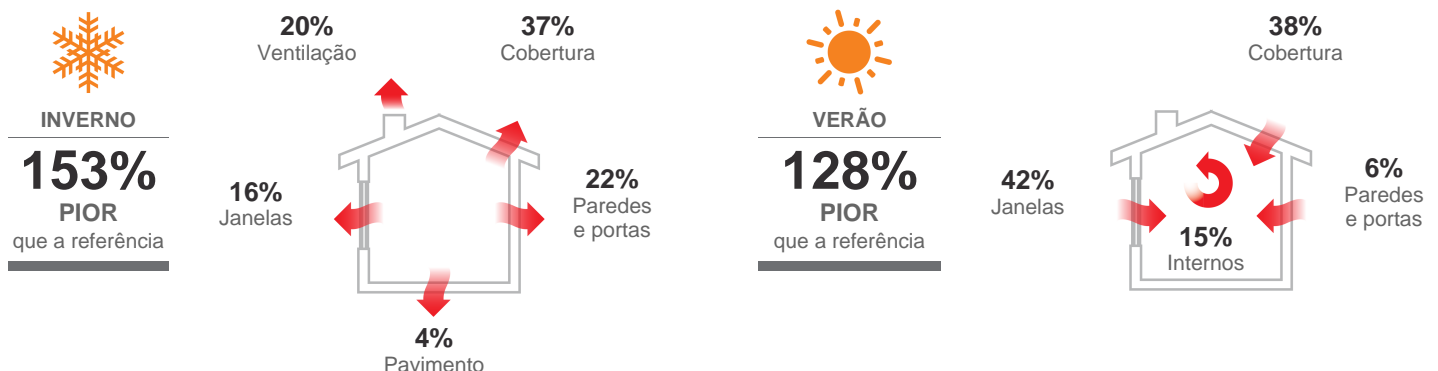 INVERNO
153%
PIOR
que a referência
20%
Ventilação
37%
Cobertura
16%
Janelas
22%
Paredes
e portas
4%
Pavimento
VERÃO
128%
PIOR
que a referência
38%
Cobertura
42%
Janelas
6%
Paredes
e portas
15%
Internos